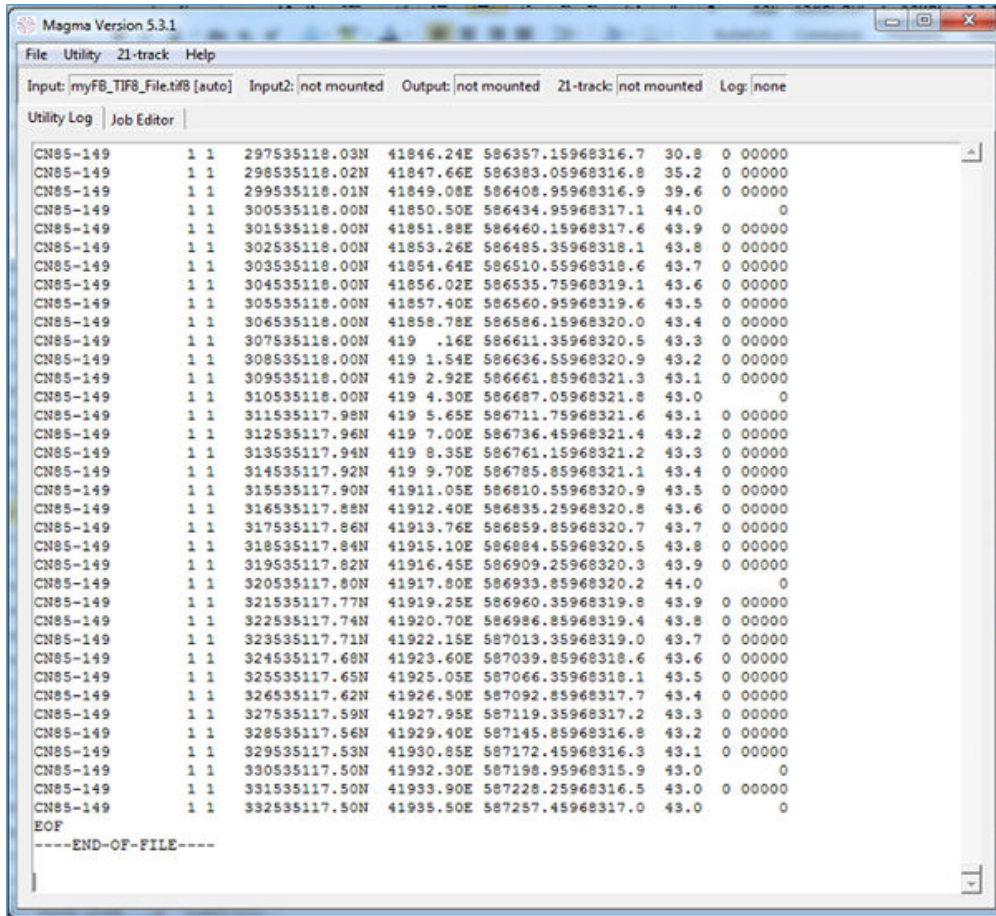 Magma Version 5.3.1
File Utility 21-track Help
Input: myFB_TIF8_File.tif8 [auto] Input2: not mounted Output: not mounted 21-track: not mounted Log: none
Utility Log Job Editor
CN85-149 1 1 297535118.03N 41846.24E 586357.15968316.7 30.8 0 00000
CN85-149 1 1 298535118.02N 41847.66E 586383.05968316.8 35.2 0 00000
CN85-149 1 1 299535118.01N 41849.08E 586408.95968316.9 39.6 0 00000
CN85-149 1 1 300535118.00N 41850.50E 586434.95968317.1 44.0 0
CN85-149 1 1 301535118.00N 41851.88E 586460.15968317.6 43.9 0 00000
CN85-149 1 1 302535118.00N 41853.26E 586485.35968318.1 43.8 0 00000
CN85-149 1 1 303535118.00N 41854.64E 586510.55968318.6 43.7 0 00000
CN85-149 1 1 304535118.00N 41856.02E 586535.75968319.1 43.6 0 00000
CN85-149 1 1 305535118.00N 41857.40E 586560.95968319.6 43.5 0 00000
CN85-149 1 1 306535118.00N 41858.78E 586586.15968320.0 43.4 0 00000
CN85-149 1 1 307535118.00N 419 .16E 586611.35968320.5 43.3 0 00000
CN85-149 1 1 308535118.00N 419 1.54E 586636.55968320.9 43.2 0 00000
CN85-149 1 1 309535118.00N 419 2.92E 586661.85968321.3 43.1 0 00000
CN85-149 1 1 310535118.00N 419 4.30E 586687.05968321.8 43.0 0
CN85-149 1 1 311535117.98N 419 5.65E 586711.75968321.6 43.1 0 00000
CN85-149 1 1 312535117.96N 419 7.00E 586736.45968321.4 43.2 0 00000
CN85-149 1 1 313535117.94N 419 8.35E 586761.15968321.2 43.3 0 00000
CN85-149 1 1 314535117.92N 419 9.70E 586785.85968321.1 43.4 0 00000
CN85-149 1 1 315535117.90N 41911.05E 586810.55968320.9 43.5 0 00000
CN85-149 1 1 316535117.88N 41912.40E 586835.25968320.8 43.6 0 00000
CN85-149 1 1 317535117.86N 41913.76E 586859.85968320.7 43.7 0 00000
CN85-149 1 1 318535117.84N 41915.10E 586884.55968320.5 43.8 0 00000
CN85-149 1 1 319535117.82N 41916.45E 586909.25968320.3 43.9 0 00000
CN85-149 1 1 320535117.80N 41917.80E 586933.85968320.2 44.0 0
CN85-149 1 1 321535117.77N 41919.25E 586960.35968319.8 43.9 0 00000
CN85-149 1 1 322535117.74N 41920.70E 586986.85968319.4 43.8 0 00000
CN85-149 1 1 323535117.71N 41922.15E 587013.35968319.0 43.7 0 00000
CN85-149 1 1 324535117.68N 41923.60E 587039.85968318.6 43.6 0 00000
CN85-149 1 1 325535117.65N 41925.05E 587066.35968318.1 43.5 0 00000
CN85-149 1 1 326535117.62N 41926.50E 587092.85968317.7 43.4 0 00000
CN85-149 1 1 327535117.59N 41927.95E 587119.35968317.2 43.3 0 00000
CN85-149 1 1 328535117.56N 41929.40E 587145.85968316.8 43.2 0 00000
CN85-149 1 1 329535117.53N 41930.85E 587172.45968316.3 43.1 0 00000
CN85-149 1 1 330535117.50N 41932.30E 587198.95968315.9 43.0 0
CN85-149 1 1 331535117.50N 41933.90E 587228.25968316.5 43.0 0 00000
CN85-149 1 1 332535117.50N 41935.50E 587257.45968317.0 43.0 0
EOF
----END-OF-FILE----